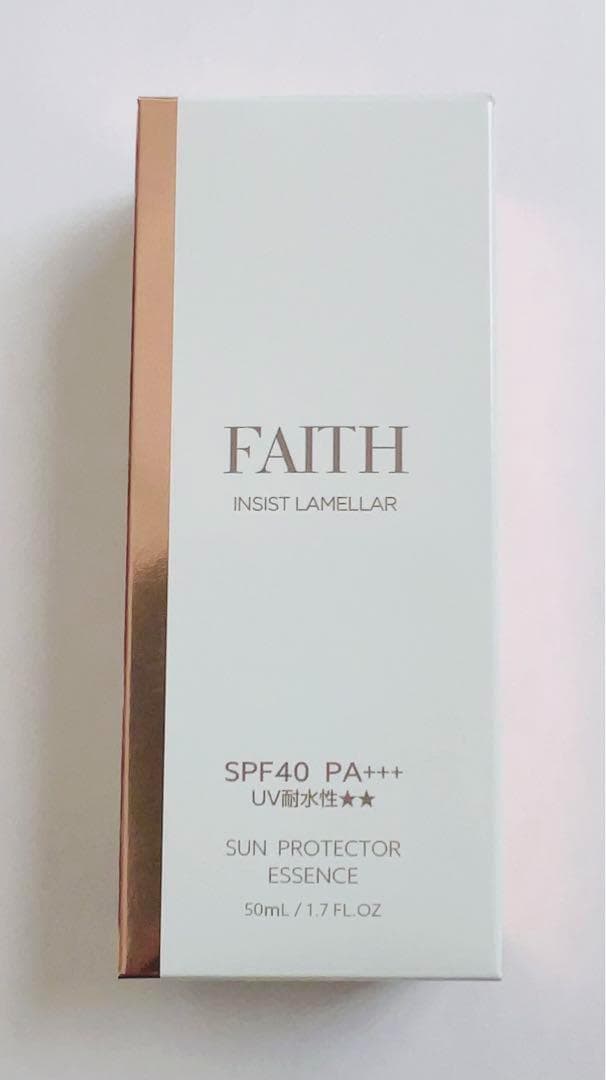 FAITH
INSIST LAMELLAR
SPF40 PA+++
UV耐水性★★
SUN PROTECTOR
ESSENCE
50mL / 1.7 FL.OZ